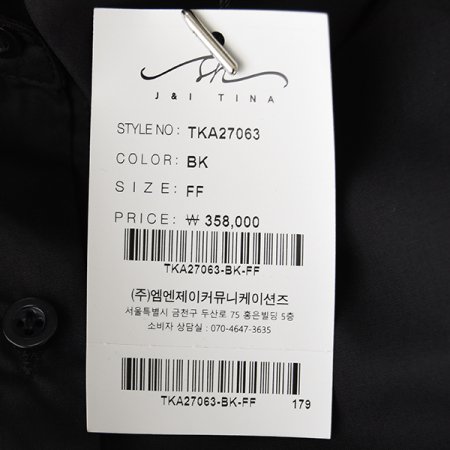 J & I TINA
STYLE NO : TKA27063
COLOR: BK
SIZE: FF
PRICE: ₩ 358,000
TKA27063-BK-FF
(주)엠엔제이커뮤니케이션즈
서울특별시 금천구 두산로 75 홍은빌딩 5층
소비자 상담실 : 070-4647-3635
TKA27063-BK-FF 179